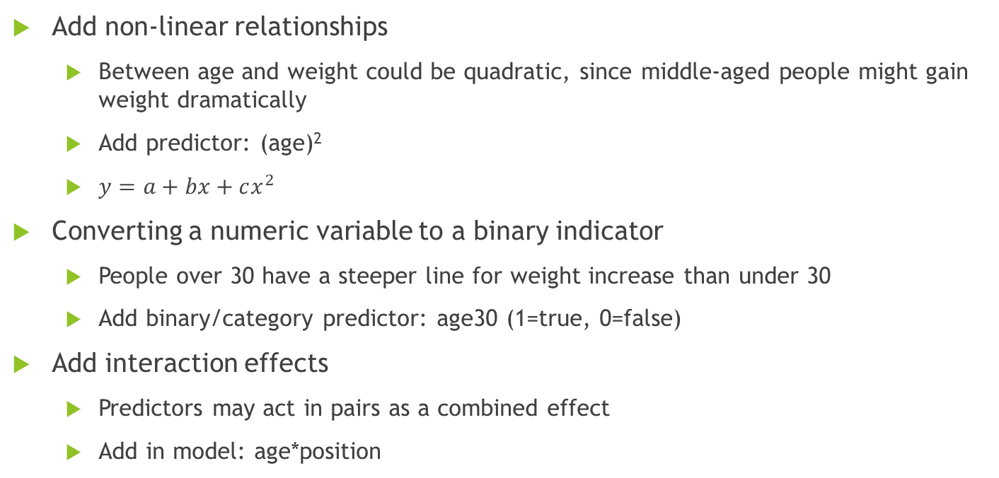 Add non-linear relationships
Between age and weight could be quadratic, since middle-aged people might gain
weight dramatically
Add predictor: (age)²
y = a + bx + cx²
Converting a numeric variable to a binary indicator
People over 30 have a steeper line for weight increase than under 30
Add binary/category predictor: age30 (1=true, 0=false)
Add interaction effects
Predictors may act in pairs as a combined effect
Add in model: age*position